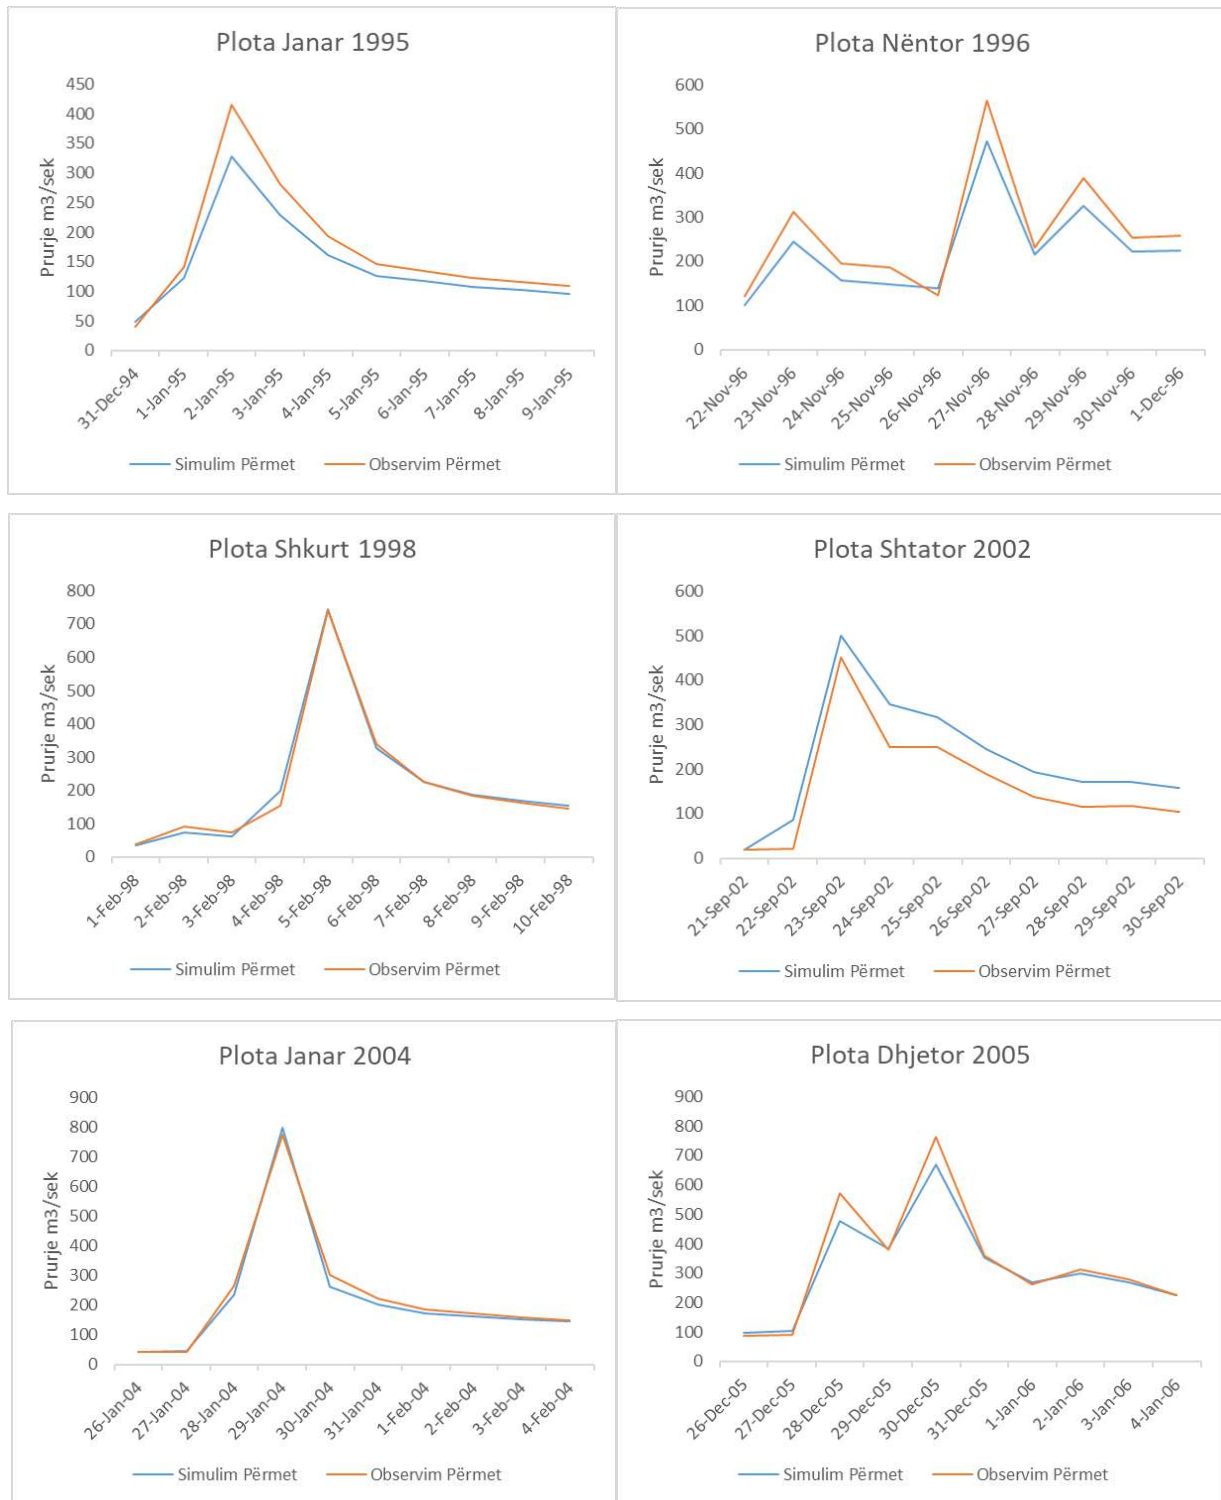 Plota Janar 1995
Prurje m3/sek
450
400
350
300
250
200
150
100
50
0
31-Dec-94
1-Jan-95
2-Jan-95
3-Jan-95
4-Jan-95
5-Jan-95
6-Jan-95
7-Jan-95
8-Jan-95
9-Jan-95
Simulim Përmet
Observim Përmet
Plota Nëntor 1996
Prurje m3/sek
600
500
400
300
200
100
0
22-Nov-96
23-Nov-96
24-Nov-96
25-Nov-96
26-Nov-96
27-Nov-96
28-Nov-96
29-Nov-96
30-Nov-96
1-Dec-96
Simulim Përmet
Observim Përmet
Plota Shkurt 1998
Prurje m3/sek
800
700
600
500
400
300
200
100
0
1-Feb-98
2-Feb-98
3-Feb-98
4-Feb-98
5-Feb-98
6-Feb-98
7-Feb-98
8-Feb-98
9-Feb-98
10-Feb-98
Simulim Përmet
Observim Përmet
Plota Shtator 2002
Prurje m3/sek
600
500
400
300
200
100
0
21-Sep-02
22-Sep-02
23-Sep-02
24-Sep-02
25-Sep-02
26-Sep-02
27-Sep-02
28-Sep-02
29-Sep-02
30-Sep-02
Simulim Përmet
Observim Përmet
Plota Janar 2004
Prurje m3/sek
900
800
700
600
500
400
300
200
100
0
26-Jan-04
27-Jan-04
28-Jan-04
29-Jan-04
30-Jan-04
31-Jan-04
1-Feb-04
2-Feb-04
3-Feb-04
4-Feb-04
Simulim Përmet
Observim Përmet
Plota Dhjetor 2005
Prurje m3/sek
900
800
700
600
500
400
300
200
100
0
26-Dec-05
27-Dec-05
28-Dec-05
29-Dec-05
30-Dec-05
31-Dec-05
1-Jan-06
2-Jan-06
3-Jan-06
4-Jan-06
Simulim Përmet
Observim Përmet